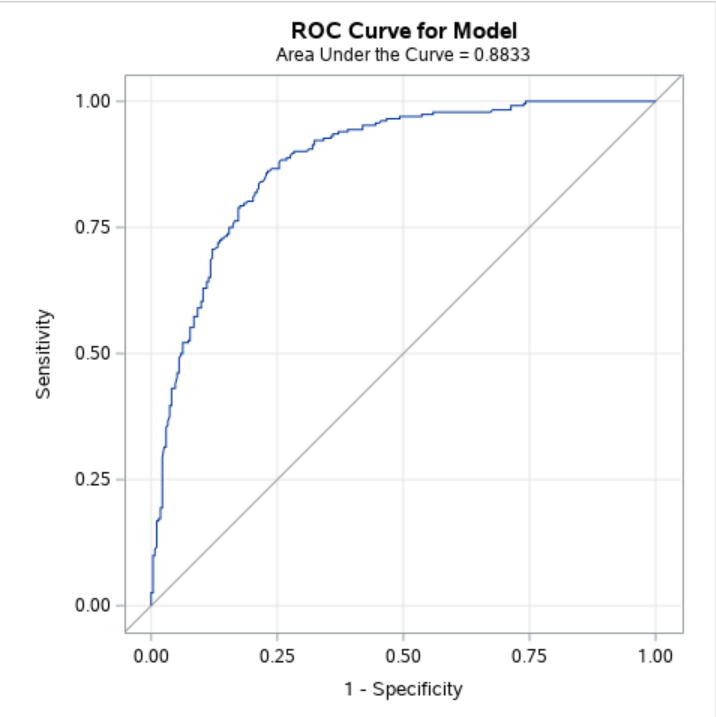 ROC Curve for Model
Area Under the Curve = 0.8833
1.00
0.75
0.50
0.25
0.00
Sensitivity
0.00 0.25 0.50 0.75 1.00
1 - Specificity